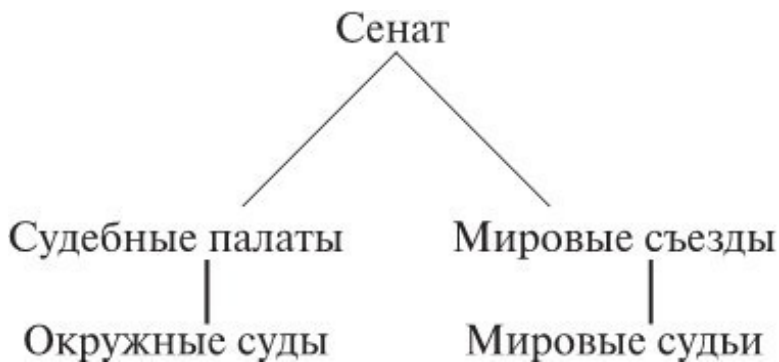 Сенат
Судебные палаты Мировые съезды
Окружные суды Мировые судьи